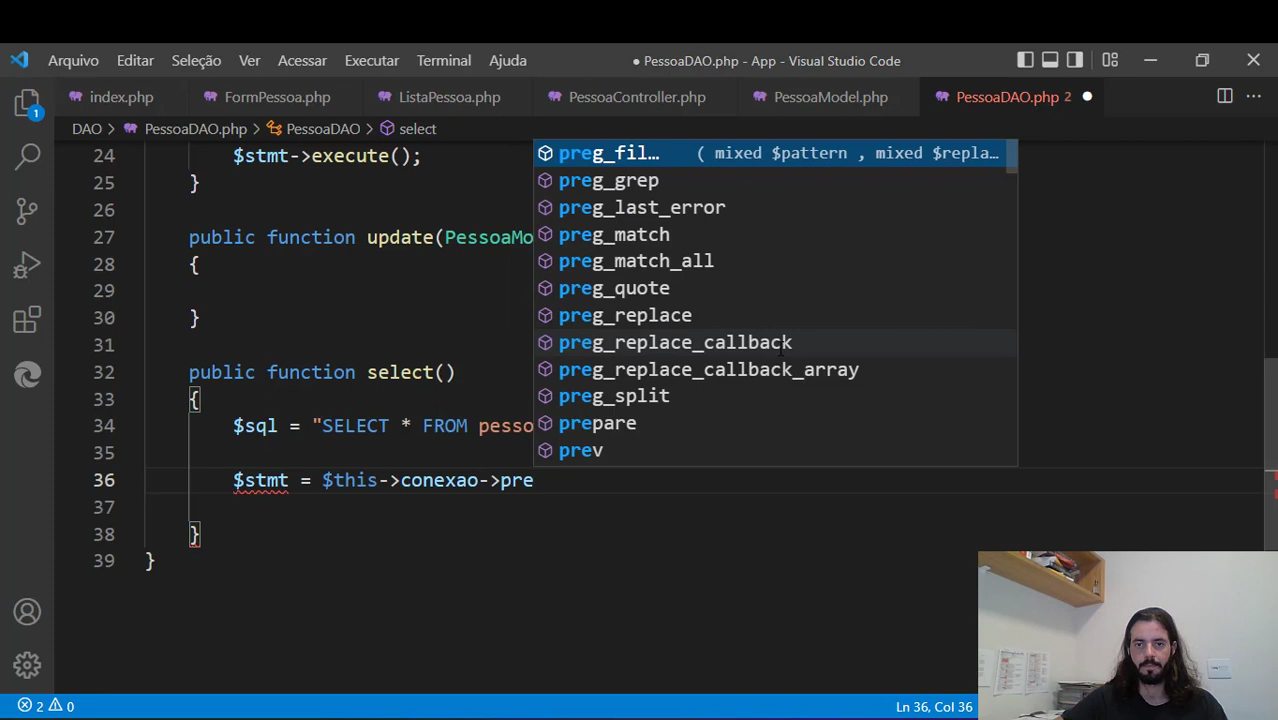 Arquivo Editar Seleção Ver Acessar Executar Terminal Ajuda ● PessoaDAO.php - App - Visual Studio Code
index.php FormPessoa.php ListaPessoa.php PessoaController.php PessoaModel.php PessoaDAO.php 2
DAO > PessoaDAO.php > PessoaDAO > select
24 $stmt->execute();
25 }
26
27 public function update(PessoaMo
28 {
29
30 }
31
32 public function select()
33 {
34 $sql = "SELECT * FROM pesso
35
36 $stmt = $this->conexao->pre
37
38 }
39 }
preg_fil… ( mixed $pattern , mixed $repla…
preg_grep
preg_last_error
preg_match
preg_match_all
preg_quote
preg_replace
preg_replace_callback
preg_replace_callback_array
preg_split
prepare
prev
1
2 0 Ln 36, Col 36